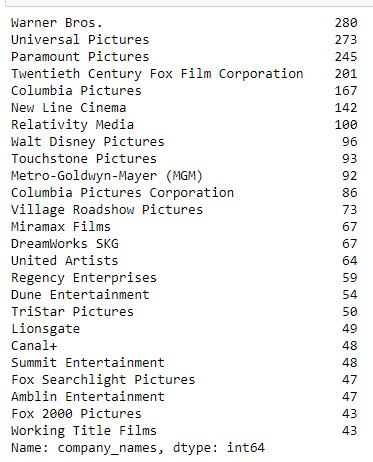 Warner Bros. 280
Universal Pictures 273
Paramount Pictures 245
Twentieth Century Fox Film Corporation 201
Columbia Pictures 167
New Line Cinema 142
Relativity Media 100
Walt Disney Pictures 96
Touchstone Pictures 93
Metro-Goldwyn-Mayer (MGM) 92
Columbia Pictures Corporation 86
Village Roadshow Pictures 73
Miramax Films 67
DreamWorks SKG 67
United Artists 64
Regency Enterprises 59
Dune Entertainment 54
TriStar Pictures 50
Lionsgate 49
Canal+ 48
Summit Entertainment 48
Fox Searchlight Pictures 47
Amblin Entertainment 47
Fox 2000 Pictures 43
Working Title Films 43
Name: company_names, dtype: int64